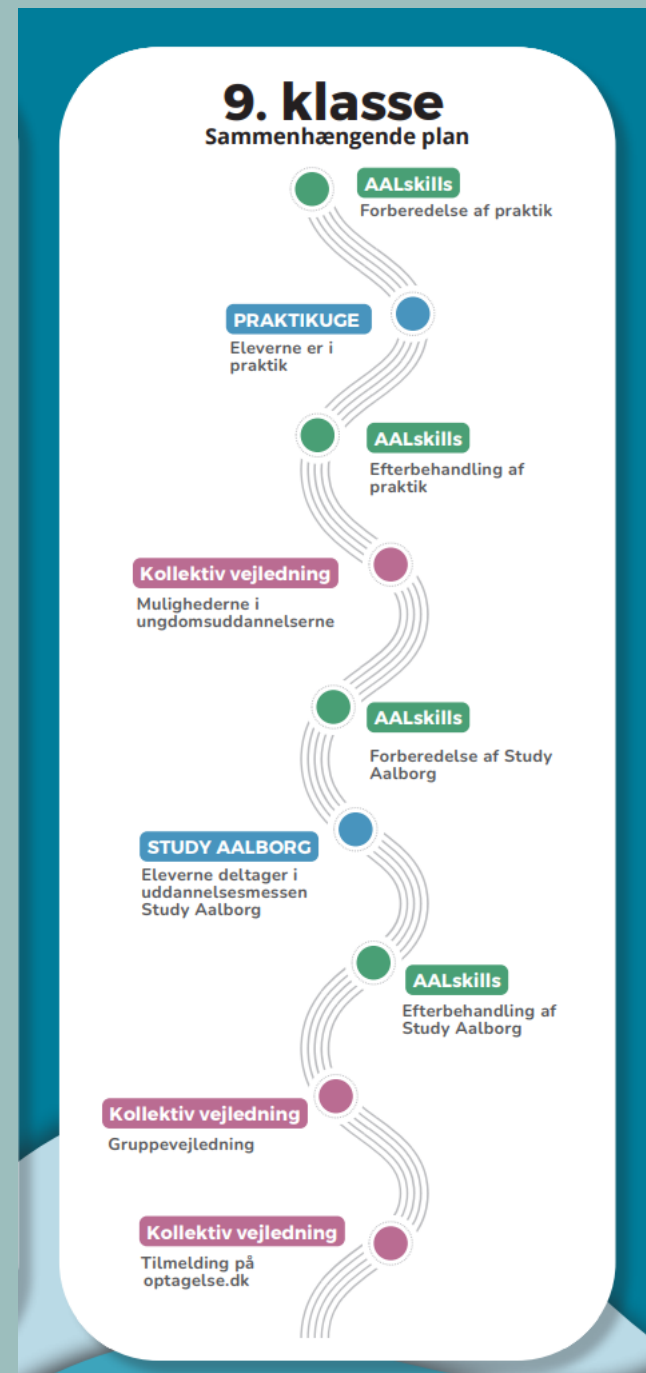 9. klasse
Sammenhængende plan
AALskills
Forberedelse af praktik
PRAKTIKUGE
Eleverne er i
praktik
AALskills
Efterbehandling af
praktik
Kollektiv vejledning
Mulighederne i
ungdomsuddannelserne
AALskills
Forberedelse af Study
Aalborg
STUDY AALBORG
Eleverne deltager i
uddannelsesmessen
Study Aalborg
AALskills
Efterbehandling af
Study Aalborg
Kollektiv vejledning
Gruppevejledning
Kollektiv vejledning
Tilmelding på
optagelse.dk